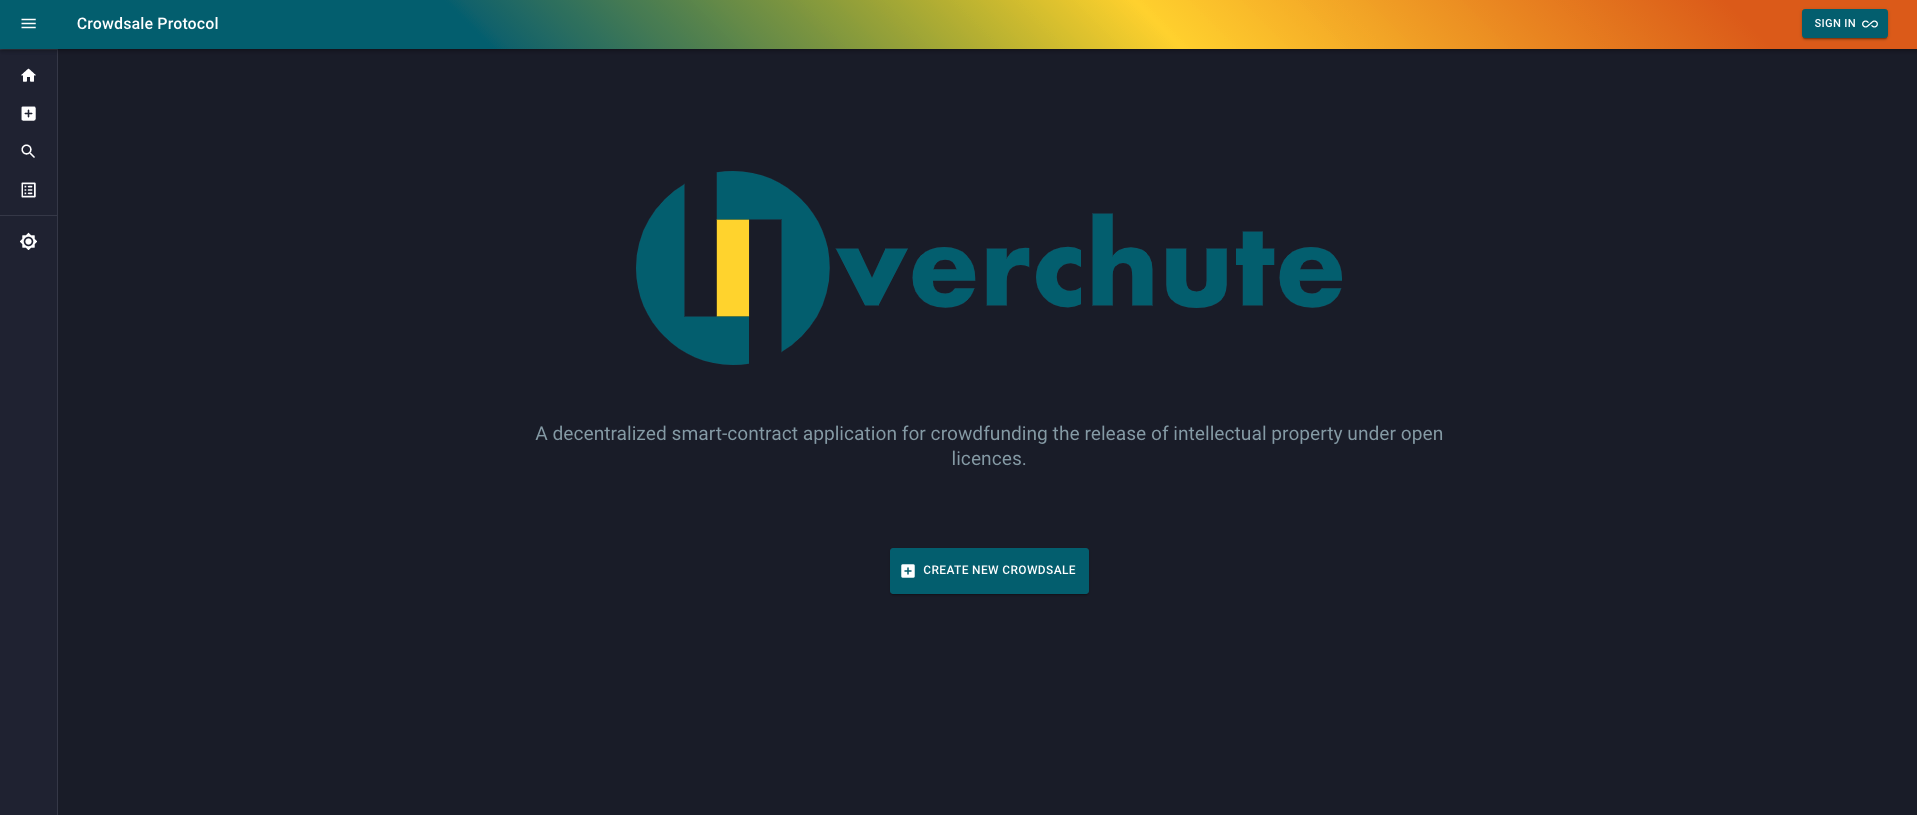 Crowdsale Protocol
SIGN IN
verchute
A decentralized smart-contract application for crowdfunding the release of intellectual property under open
licences.
CREATE NEW CROWDSALE